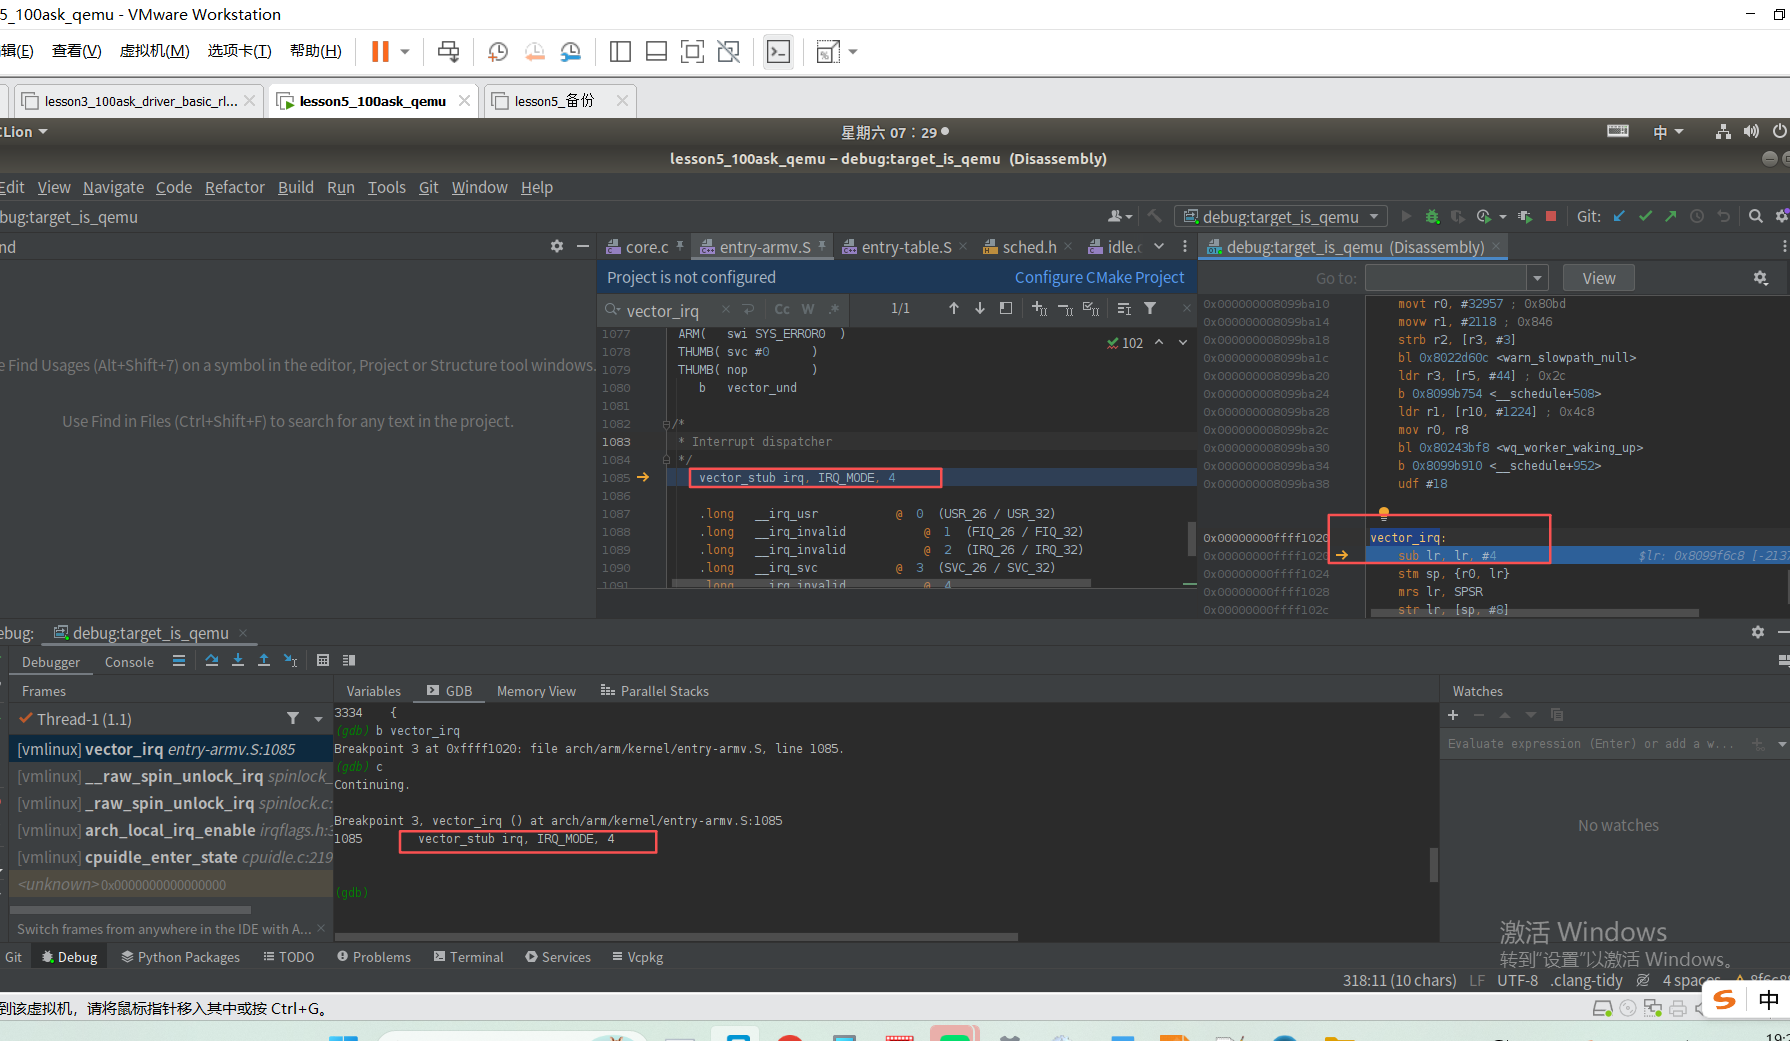 5_100ask_qemu - VMware Workstation
辑(E) 查看(V) 虚拟机(M) 选项卡(T) 帮助(H)
lesson3_100ask_driver_basic_rl... lesson5_100ask_qemu lesson5_备份
CLion 星期六 07：29 中
lesson5_100ask_qemu – debug:target_is_qemu (Disassembly)
Edit View Navigate Code Refactor Build Run Tools Git Window Help
bug:target_is_qemu debug:target_is_qemu Git:
nd core.c entry-armv.S entry-table.S sched.h idle.c debug:target_is_qemu (Disassembly)
Project is not configured Configure CMake Project Go to: View
vector_irq Cc W .* 1/1
102
1077 ARM( swi SYS_ERROR0 )
1078 THUMB( svc #0 )
1079 THUMB( nop )
1080 b vector_und
1081
1082 /*
1083 * Interrupt dispatcher
1084 */
1085 vector_stub irq, IRQ_MODE, 4
1086
1087 .long __irq_usr @ 0 (USR_26 / USR_32)
1088 .long __irq_invalid @ 1 (FIQ_26 / FIQ_32)
1089 .long __irq_invalid @ 2 (IRQ_26 / IRQ_32)
1090 .long __irq_svc @ 3 (SVC_26 / SVC_32)
1091 .long __irq_invalid @ 4
e Find Usages (Alt+Shift+7) on a symbol in the editor, Project or Structure tool windows.
Use Find in Files (Ctrl+Shift+F) to search for any text in the project.
0x000000008099ba10 movt r0, #32957 ; 0x80bd
0x000000008099ba14 movw r1, #2118 ; 0x846
0x000000008099ba18 strb r2, [r3, #3]
0x000000008099ba1c bl 0x8022d60c <warn_slowpath_null>
0x000000008099ba20 ldr r3, [r5, #44] ; 0x2c
0x000000008099ba24 b 0x8099b754 <__schedule+508>
0x000000008099ba28 ldr r1, [r10, #1224] ; 0x4c8
0x000000008099ba2c mov r0, r8
0x000000008099ba30 bl 0x80243bf8 <wq_worker_waking_up>
0x000000008099ba34 b 0x8099b910 <__schedule+952>
0x000000008099ba38 udf #18
0x00000000ffff1020 vector_irq:
0x00000000ffff1020 sub lr, lr, #4 $lr: 0x8099f6c8 [-2137
0x00000000ffff1024 stm sp, {r0, lr}
0x00000000ffff1028 mrs lr, SPSR
0x00000000ffff102c str lr, [sp, #8]
ebug: debug:target_is_qemu
Debugger Console
Frames
Thread-1 (1.1)
[vmlinux] vector_irq entry-armv.S:1085
[vmlinux] __raw_spin_unlock_irq spinlock_
[vmlinux] _raw_spin_unlock_irq spinlock.c:
[vmlinux] arch_local_irq_enable irqflags.h:3
[vmlinux] cpuidle_enter_state cpuidle.c:219
<unknown> 0x0000000000000000
Switch frames from anywhere in the IDE with A...
Variables GDB Memory View Parallel Stacks
3334 {
(gdb) b vector_irq
Breakpoint 3 at 0xffff1020: file arch/arm/kernel/entry-armv.S, line 1085.
(gdb) c
Continuing.
Breakpoint 3, vector_irq () at arch/arm/kernel/entry-armv.S:1085
1085 vector_stub irq, IRQ_MODE, 4
(gdb)
Watches
Evaluate expression (Enter) or add a w...
No watches
激活 Windows
转到“设置”以激活 Windows。
Git Debug Python Packages TODO Problems Terminal Services Vcpkg
318:11 (10 chars) LF UTF-8 .clang-tidy 4 spaces
到该虚拟机，请将鼠标指针移入其中或按 Ctrl+G。
中